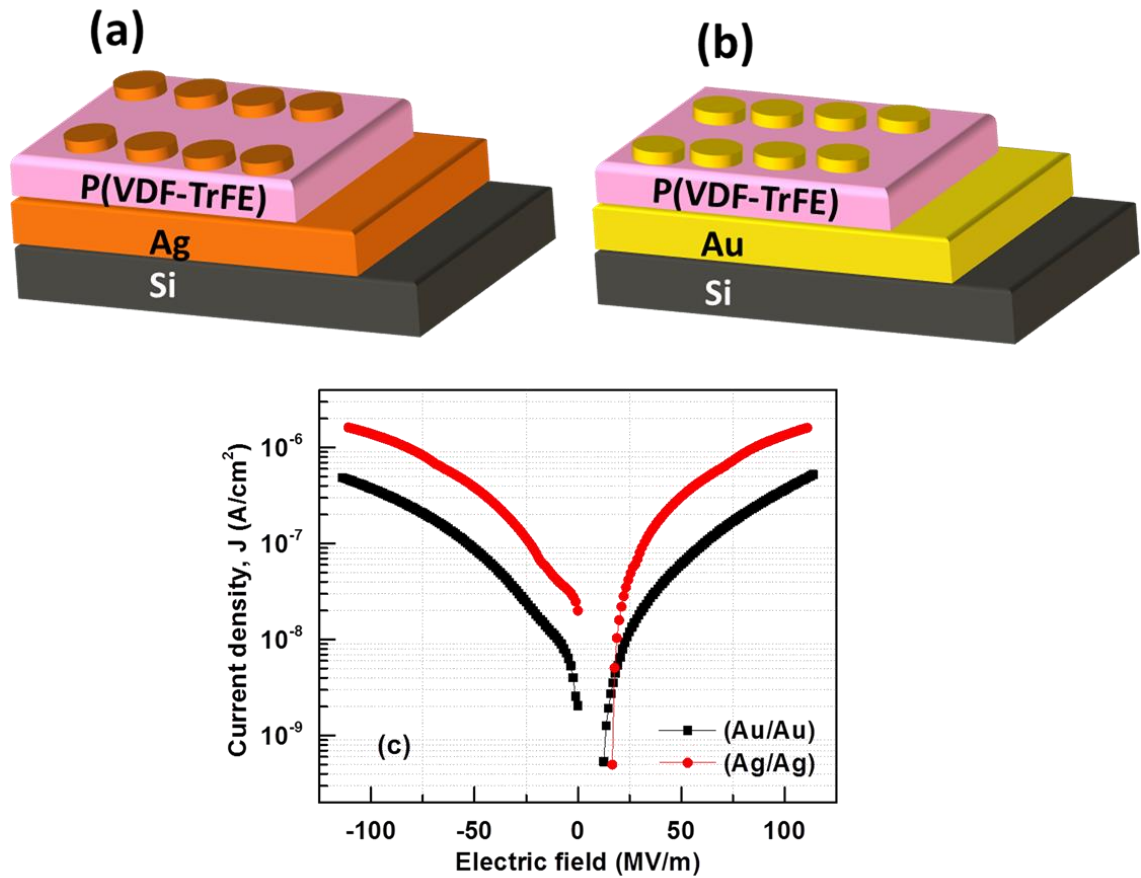 (a)
(b)
P(VDF-TrFE)
Ag
Si
P(VDF-TrFE)
Au
Si
Current density, J (A/cm²)
10⁻⁶
10⁻⁷
10⁻⁸
10⁻⁹
(c)
(Au/Au)
(Ag/Ag)
-100 -50 0 50 100
Electric field (MV/m)